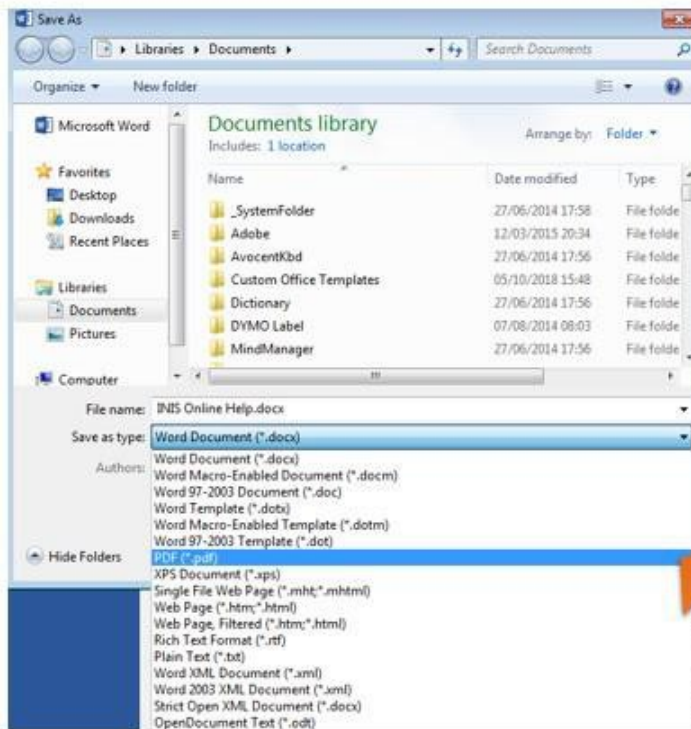 Save As
Libraries Documents
Search Documents
Organize New folder
Microsoft Word
Favorites
Desktop
Downloads
Recent Places
Libraries
Documents
Pictures
Computer
Documents library
Includes: 1 location
Arrange by: Folder
Name Date modified Type
_SystemFolder 27/06/2014 17:58 File folde
Adobe 12/03/2015 20:34 File folde
AvocentKbd 27/06/2014 17:56 File folde
Custom Office Templates 05/10/2018 15:48 File folde
Dictionary 27/06/2014 17:56 File folde
DYMO Label 07/08/2014 08:03 File folde
MindManager 27/06/2014 17:56 File folde
File name: INIS Online Help.docx
Save as type: Word Document (*.docx)
Authors:
Word Document (*.docx)
Word Macro-Enabled Document (*.docm)
Word 97-2003 Document (*.doc)
Word Template (*.dotx)
Word Macro-Enabled Template (*.dotm)
Word 97-2003 Template (*.dot)
Hide Folders
PDF (*.pdf)
XPS Document (*.xps)
Single File Web Page (*.mht;*.mhtml)
Web Page (*.htm;*.html)
Web Page, Filtered (*.htm;*.html)
Rich Text Format (*.rtf)
Plain Text (*.txt)
Word XML Document (*.xml)
Word 2003 XML Document (*.xml)
Strict Open XML Document (*.docx)
OpenDocument Text (*.odt)